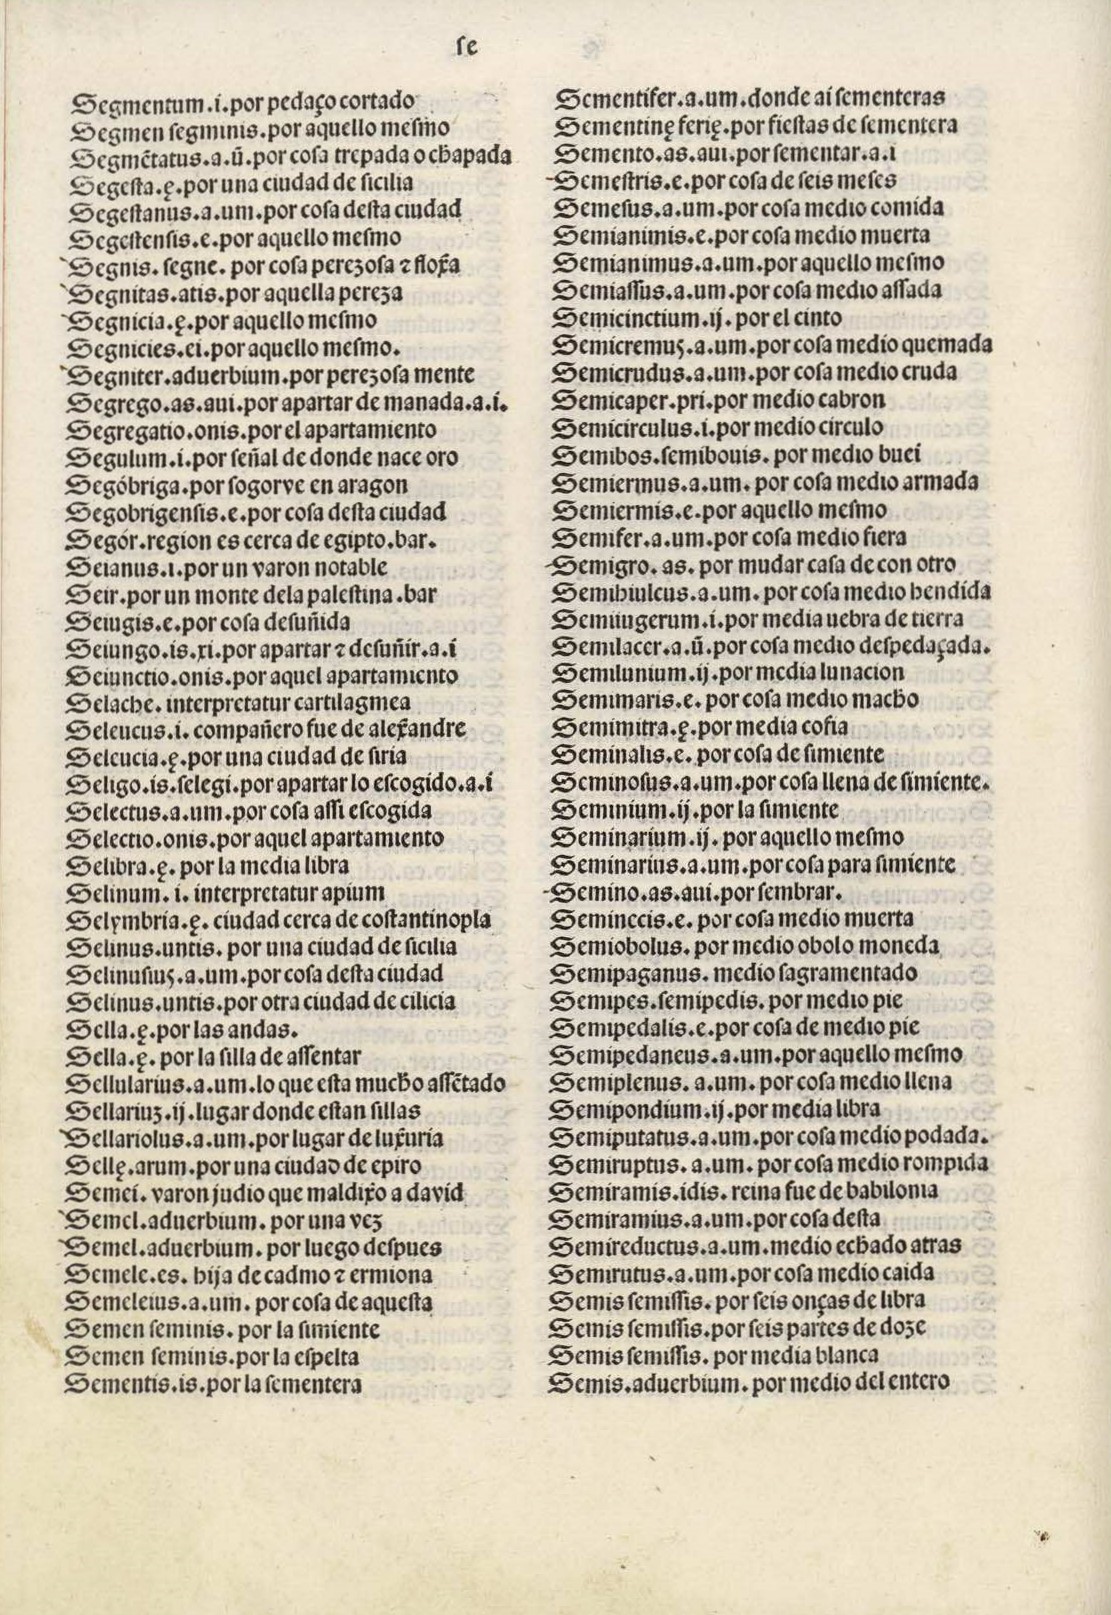 ſe
Segmentum.i.por pedaço cortado
Segmen ſegminis.por aquello meſmo
Segmẽtatus.a.ũ.por coſa trepada o chapada
Segeſta.ę.por una ciudad de ſicilia
Segeſtanus.a.um.por coſa deſta ciudad
Segeſtenſis.e.por aquello meſmo
Segnis. ſegne. por coſa perezoſa ⁊ floxa
Segnitas.atis.por aquella pereza
Segnicia.ę.por aquello meſmo
Segnicies.ei.por aquello meſmo.
Segniter.aduerbium.por perezoſa mente
Segrego.as.aui.por apartar de manada.a.i.
Segregatio.onis.por el apartamiento
Segulum.i.por ſeñal de donde nace oro
Segóbriga.por ſogorve en aragon
Segobrigenſis.e.por coſa deſta ciudad
Segór.region es cerca de egipto.bar.
Seianus.i.por un varon notable
Seir.por un monte dela paleſtina.bar
Seiugis.e.por coſa deſuñida
Seiungo.is.xi.por apartar ⁊ deſuñir.a.i
Seiunctio.onis.por aquel apartamiento
Selache. interpretatur cartilagmea
Seleucus.i. compañero fue de alexandre
Seleucia.ę.por una ciudad de ſiria
Seligo.is.ſelegi.por apartar lo eſcogido.a.i
Selectus.a.um.por coſa aſſi eſcogida
Selectio.onis.por aquel apartamiento
Selibra.ę. por la media libra
Selinum. i. interpretatur apium
Selymbria.ę. ciudad cerca de coſtantinopla
Selinus.untis. por una ciudad de ſicilia
Selinuſiuꝰ.a.um.por coſa deſta ciudad
Selinus.untis.por otra ciudad de cilicia
Sella.ę.por las andas.
Sella.ę. por la ſilla de aſſentar
Sellularius.a.um.lo que eſta mucho aſſẽtado
Sellariuz.ij.lugar donde eſtan ſillas
Sellariolus.a.um.por lugar de luxuria
Sellę.arum.por una ciudad de epiro
Semei. varon judio que maldixo a david
Semel.aduerbium. por una vez
Semel.aduerbium. por luego deſpues
Semele.es. hija de cadmo ⁊ ermiona
Semeleius.a.um. por coſa de aqueſta
Semen ſeminis. por la ſimiente
Semen ſeminis.por la eſpelta
Sementis.is.por la ſementera
Sementifer.a.um.donde ai ſementeras
Sementinę ferię.por fieſtas de ſementera
Semento.as.aui.por ſementar.a.i
Semeſtris.e.por coſa de ſeis meſes
Semeſus.a.um.por coſa medio comida
Semianimis.e.por coſa medio muerta
Semianimus.a.um.por aquello meſmo
Semiaſſus.a.um.por coſa medio aſſada
Semicinctium.ij. por el cinto
Semicremuꝰ.a.um.por coſa medio quemada
Semicrudus.a.um.por coſa medio cruda
Semicaper.pri.por medio cabron
Semicirculus.i.por medio circulo
Semibos.ſemibouis. por medio buei
Semiermus.a.um. por coſa medio armada
Semiermis.e.por aquello meſmo
Semifer.a.um.por coſa medio fiera
Semigro. as. por mudar caſa de con otro
Semihiulcus.a.um. por coſa medio hendida
Semiiugerum.i.por media uebra de tierra
Semilacer.a.ũ.por coſa medio deſpedaçada.
Semilunium.ij.por media lunacion
Semimaris.e. por coſa medio macho
Semimitra.ę.por media cofia
Seminalis.e. por coſa de ſimiente
Seminoſus.a.um.por coſa llena de ſimiente.
Seminium.ij.por la ſimiente
Seminarium.ij. por aquello meſmo
Seminarius.a.um.por coſa para ſimiente
Semino.as.aui.por ſembrar.
Seminecis.e. por coſa medio muerta
Semiobolus. por medio obolo moneda
Semipaganus. medio ſagramentado
Semipes.ſemipedis. por medio pie
Semipedalis.e.por coſa de medio pie
Semipedaneus.a.um.por aquello meſmo
Semiplenus. a.um. por coſa medio llena
Semipondium.ij.por media libra
Semiputatus.a.um.por coſa medio podada.
Semiruptus. a.um. por coſa medio rompida
Semiramis.idis. reina fue de babilonia
Semiramius.a.um.por coſa deſta
Semireductus.a.um.medio echado atras
Semirutus.a.um.por coſa medio caida
Semis ſemiſſis. por ſeis onças de libra
Semis ſemiſſis.por ſeis partes de doze
Semis ſemiſſis. por media blanca
Semis.aduerbium. por medio del entero